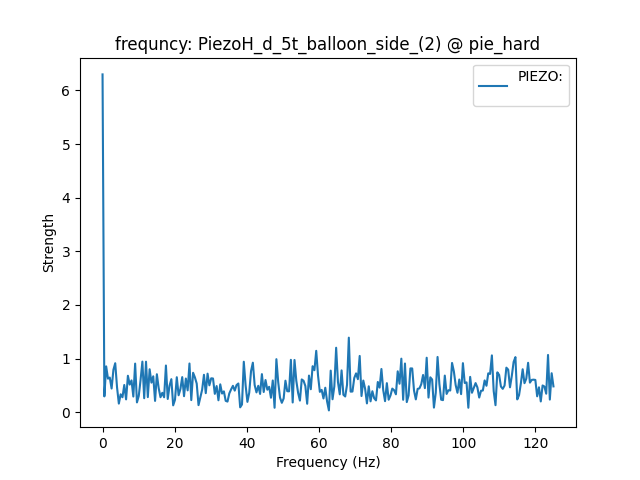 frequncy: PiezoH_d_5t_balloon_side_(2) @ pie_hard
PIEZO:
6
5
4
3
2
1
0
Strength
0 20 40 60 80 100 120
Frequency (Hz)